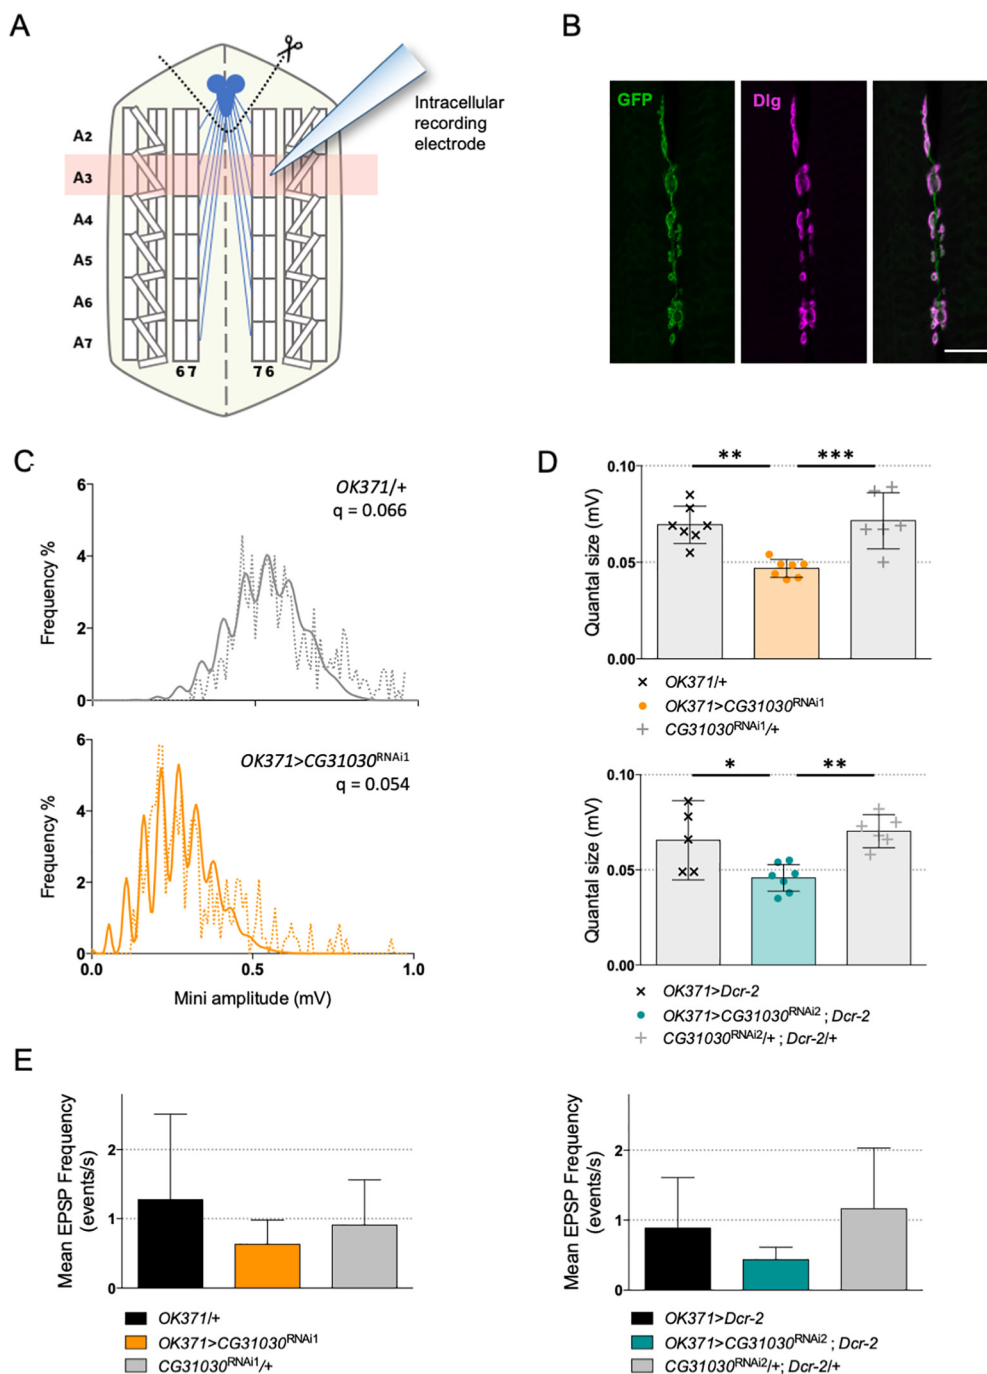 A
Intracellular
recording
electrode
A2
A3
A4
A5
A6
A7
6 7
7 6
B
GFP
Dlg
C
OK371/+
q = 0.066
Frequency %
6
4
2
0
OK371>CG31030RNAi1
q = 0.054
Frequency %
6
4
2
0
0.0
0.5
1.0
Mini amplitude (mV)
D
**
***
Quantal size (mV)
0.10
0.05
0.00
OK371/+
OK371>CG31030RNAi1
CG31030RNAi1/+
*
**
Quantal size (mV)
0.10
0.05
0.00
OK371>Dcr-2
OK371>CG31030RNAi2 ; Dcr-2
CG31030RNAi2/+ ; Dcr-2/+
E
Mean EPSP Frequency
(events/s)
2
1
0
OK371/+
OK371>CG31030RNAi1
CG31030RNAi1/+
Mean EPSP Frequency
(events/s)
2
1
0
OK371>Dcr-2
OK371>CG31030RNAi2 ; Dcr-2
CG31030RNAi2/+; Dcr-2/+